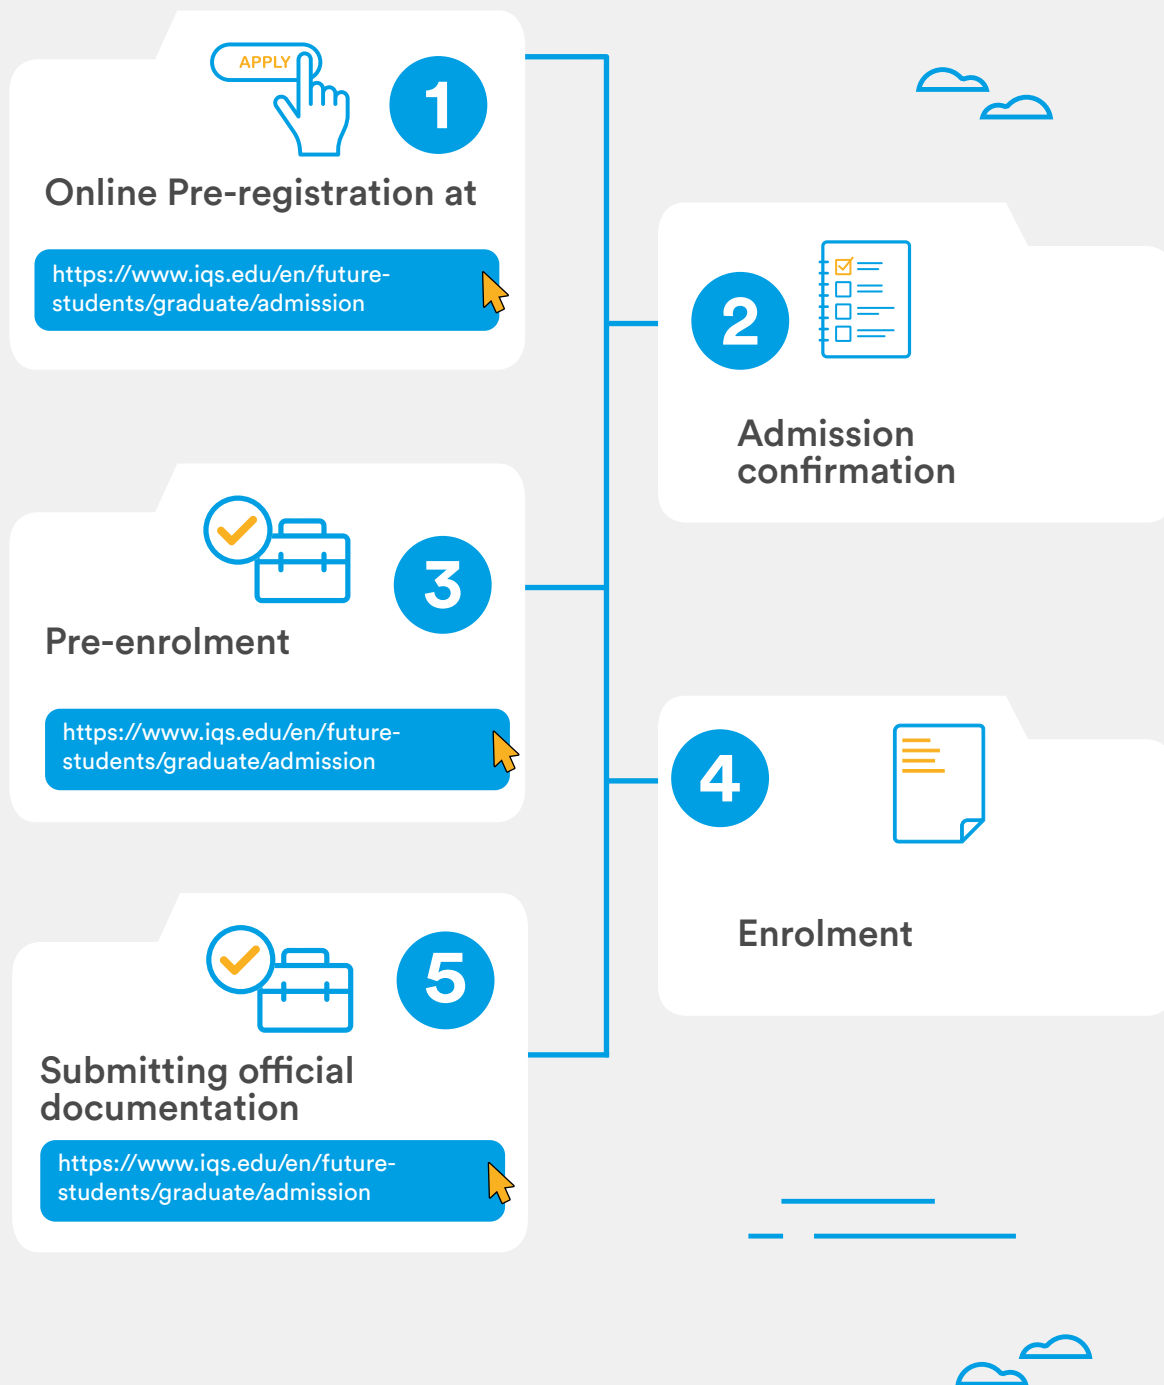 APPLY
1
Online Pre-registration at
https://www.iqs.edu/en/future-
students/graduate/admission
2
Admission
confirmation
3
Pre-enrolment
https://www.iqs.edu/en/future-
students/graduate/admission
4
Enrolment
5
Submitting official
documentation
https://www.iqs.edu/en/future-
students/graduate/admission